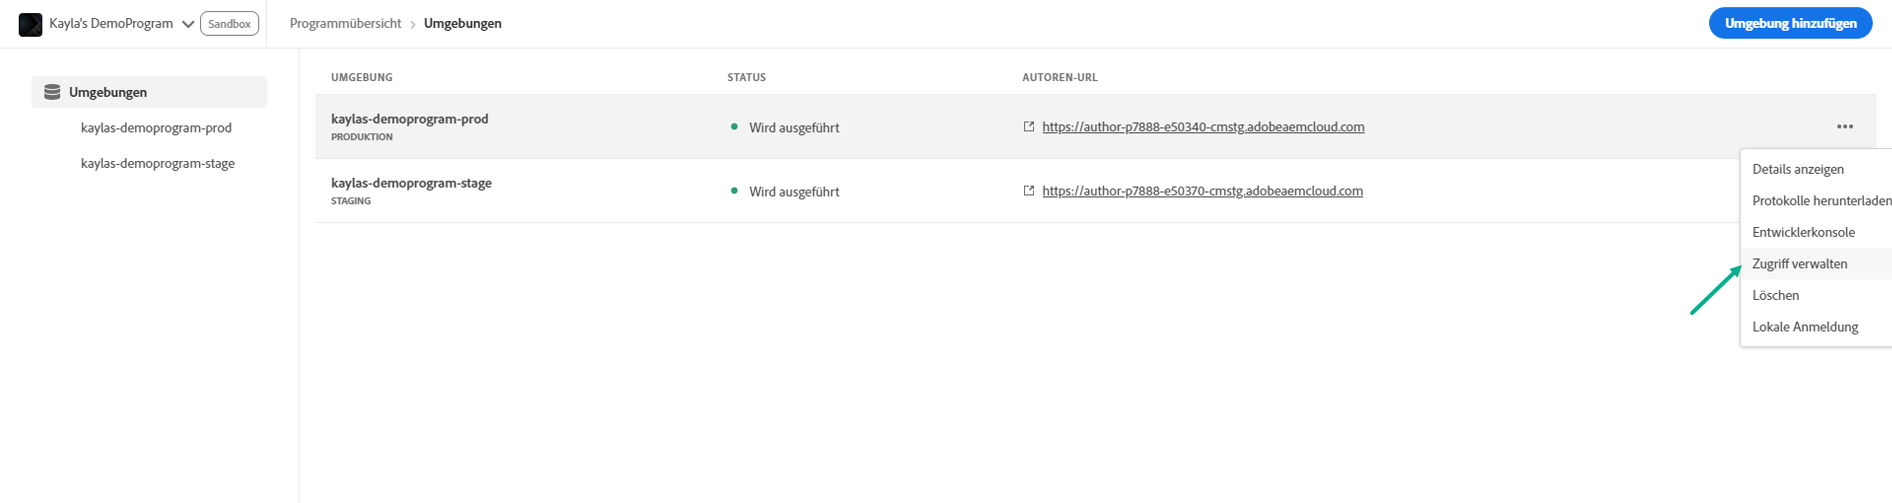 Kayla's DemoProgram Sandbox Programmübersicht > Umgebungen Umgebung hinzufügen
Umgebungen
kaylas-demoprogram-prod
kaylas-demoprogram-stage
UMGEBUNG STATUS AUTOREN-URL
kaylas-demoprogram-prod
PRODUKTION
Wird ausgeführt https://author-p7888-e50340-cmstg.adobeaemcloud.com
kaylas-demoprogram-stage
STAGING
Wird ausgeführt https://author-p7888-e50370-cmstg.adobeaemcloud.com
Details anzeigen
Protokolle herunterladen
Entwicklerkonsole
Zugriff verwalten
Löschen
Lokale Anmeldung